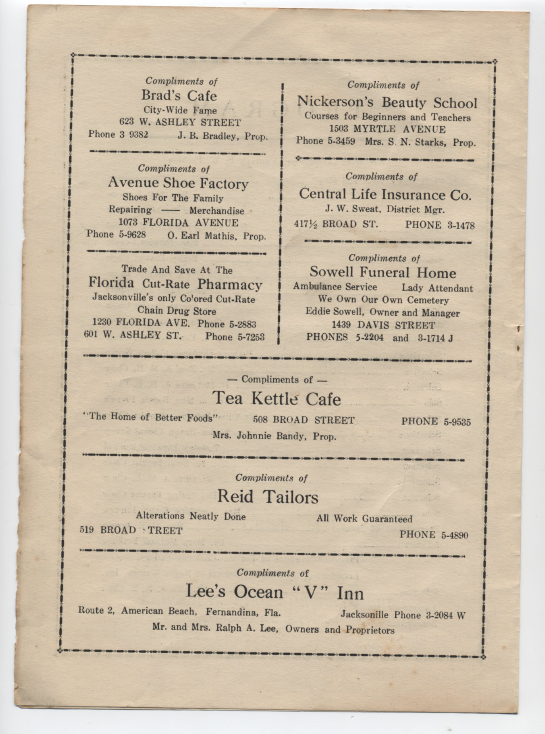 Compliments of
Brad's Cafe
City-Wide Fame
623 W. ASHLEY STREET
Phone 3 9382 J. B. Bradley, Prop.
Compliments of
Avenue Shoe Factory
Shoes For The Family
Repairing — Merchandise
1073 FLORIDA AVENUE
Phone 5-9628 O. Earl Mathis, Prop.
Trade And Save At The
Florida Cut-Rate Pharmacy
Jacksonville's only Co'ored Cut-Rate
Chain Drug Store
1230 FLORIDA AVE. Phone 5-2883
601 W. ASHLEY ST. Phone 5-7253
Compliments of
Nickerson's Beauty School
Courses for Beginners and Teachers
1503 MYRTLE AVENUE
Phone 5-3459 Mrs. S. N. Starks, Prop.
Compliments of
Central Life Insurance Co.
J. W. Sweat, District Mgr.
417½ BROAD ST. PHONE 3-1478
Compliments of
Sowell Funeral Home
Ambulance Service Lady Attendant
We Own Our Own Cemetery
Eddie Sowell, Owner and Manager
1439 DAVIS STREET
PHONES 5-2204 and 3-1714 J
— Compliments of —
Tea Kettle Cafe
"The Home of Better Foods" 508 BROAD STREET PHONE 5-9535
Mrs. Johnnie Bandy, Prop.
Compliments of
Reid Tailors
Alterations Neatly Done All Work Guaranteed
519 BROAD TREET PHONE 5-4890
Compliments of
Lee's Ocean "V" Inn
Route 2, American Beach, Fernandina, Fla. Jacksonille Phone 3-2084 W
Mr. and Mrs. Ralph A. Lee, Owners and Proprietors